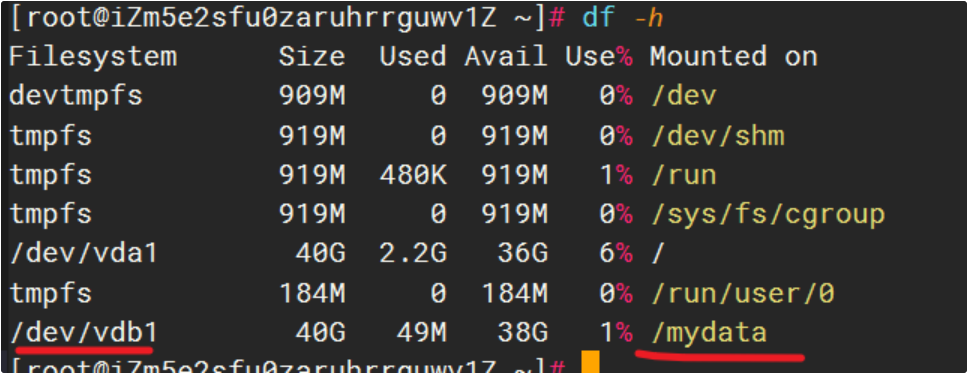 [root@iZm5e2sfu0zaruhrrguwv1Z ~]# df -h
Filesystem Size Used Avail Use% Mounted on
devtmpfs 909M 0 909M 0% /dev
tmpfs 919M 0 919M 0% /dev/shm
tmpfs 919M 480K 919M 1% /run
tmpfs 919M 0 919M 0% /sys/fs/cgroup
/dev/vda1 40G 2.2G 36G 6% /
tmpfs 184M 0 184M 0% /run/user/0
/dev/vdb1 40G 49M 38G 1% /mydata
[root@iZm5e2sfu0zaruhrrguwv1Z ~]#